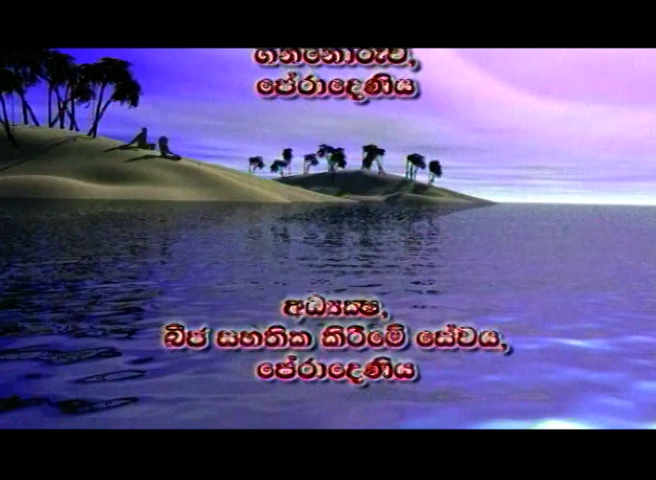 ගන්නෝරුව,
පේරාදෙණිය
අධ්‍යක්ෂ,
බීජ සහතික කිරීමේ සේවය,
පේරාදෙණිය